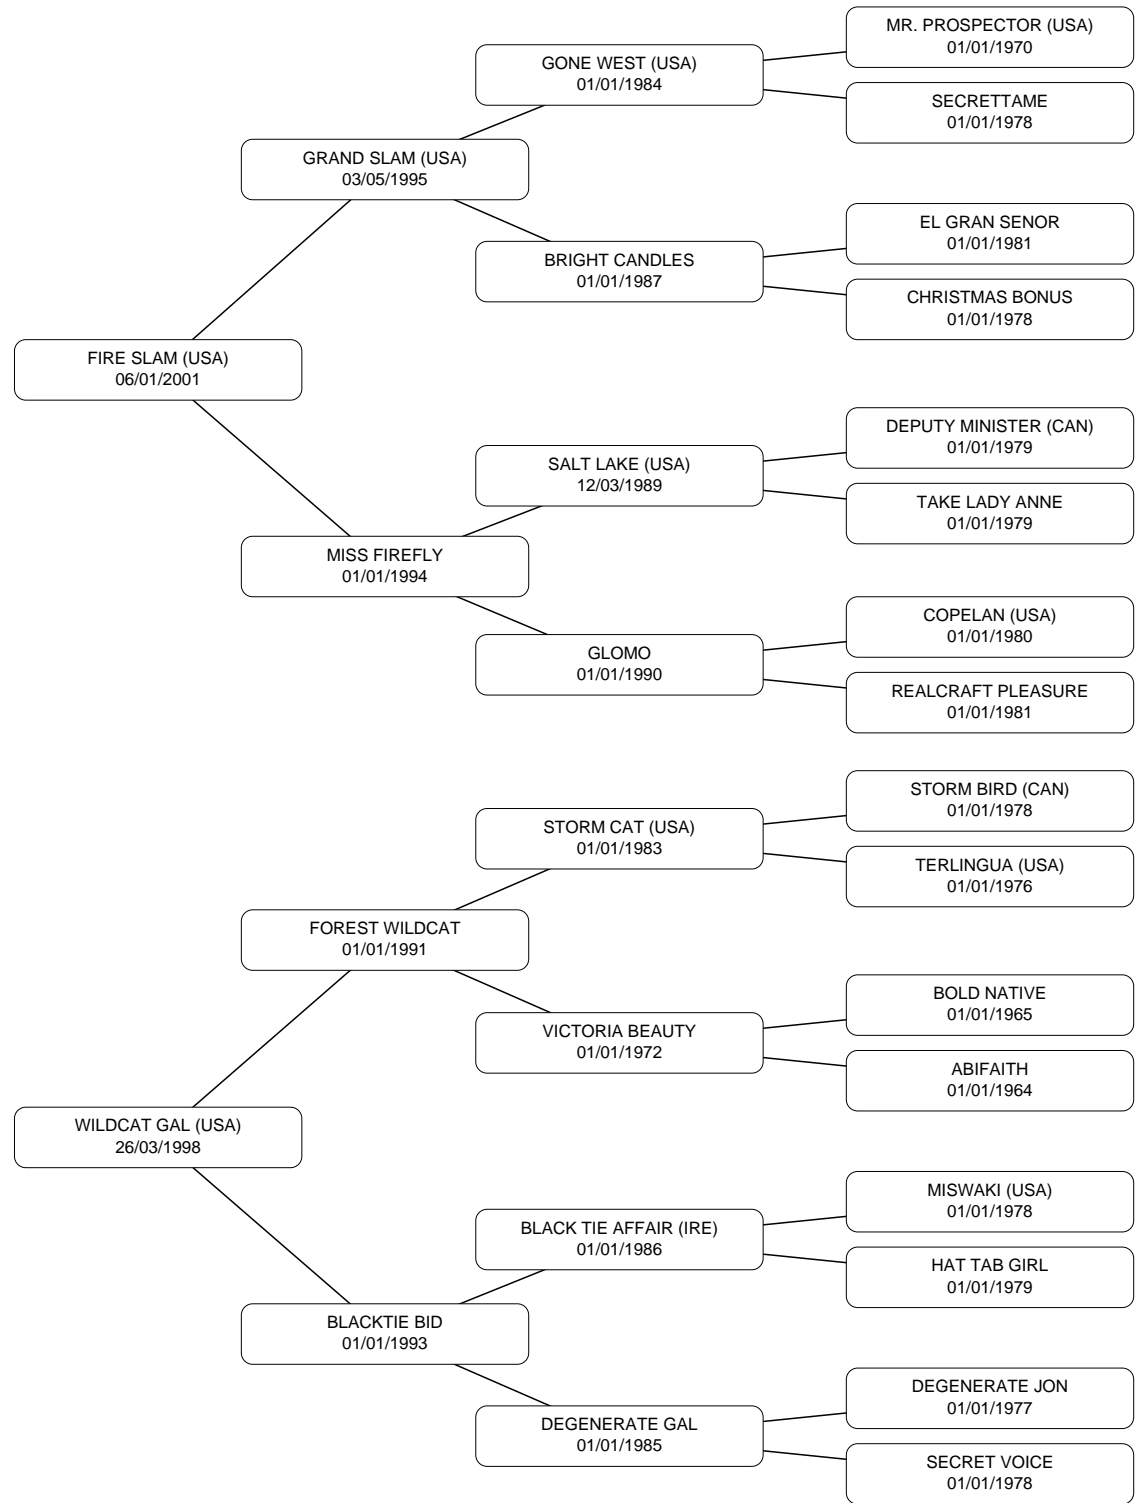 MR. PROSPECTOR (USA)
01/01/1970
GONE WEST (USA)
01/01/1984
SECRETTAME
01/01/1978
GRAND SLAM (USA)
03/05/1995
EL GRAN SENOR
01/01/1981
BRIGHT CANDLES
01/01/1987
CHRISTMAS BONUS
01/01/1978
FIRE SLAM (USA)
06/01/2001
DEPUTY MINISTER (CAN)
01/01/1979
SALT LAKE (USA)
12/03/1989
TAKE LADY ANNE
01/01/1979
MISS FIREFLY
01/01/1994
COPELAN (USA)
01/01/1980
GLOMO
01/01/1990
REALCRAFT PLEASURE
01/01/1981
STORM BIRD (CAN)
01/01/1978
STORM CAT (USA)
01/01/1983
TERLINGUA (USA)
01/01/1976
FOREST WILDCAT
01/01/1991
BOLD NATIVE
01/01/1965
VICTORIA BEAUTY
01/01/1972
ABIFAITH
01/01/1964
WILDCAT GAL (USA)
26/03/1998
MISWAKI (USA)
01/01/1978
BLACK TIE AFFAIR (IRE)
01/01/1986
HAT TAB GIRL
01/01/1979
BLACKTIE BID
01/01/1993
DEGENERATE JON
01/01/1977
DEGENERATE GAL
01/01/1985
SECRET VOICE
01/01/1978